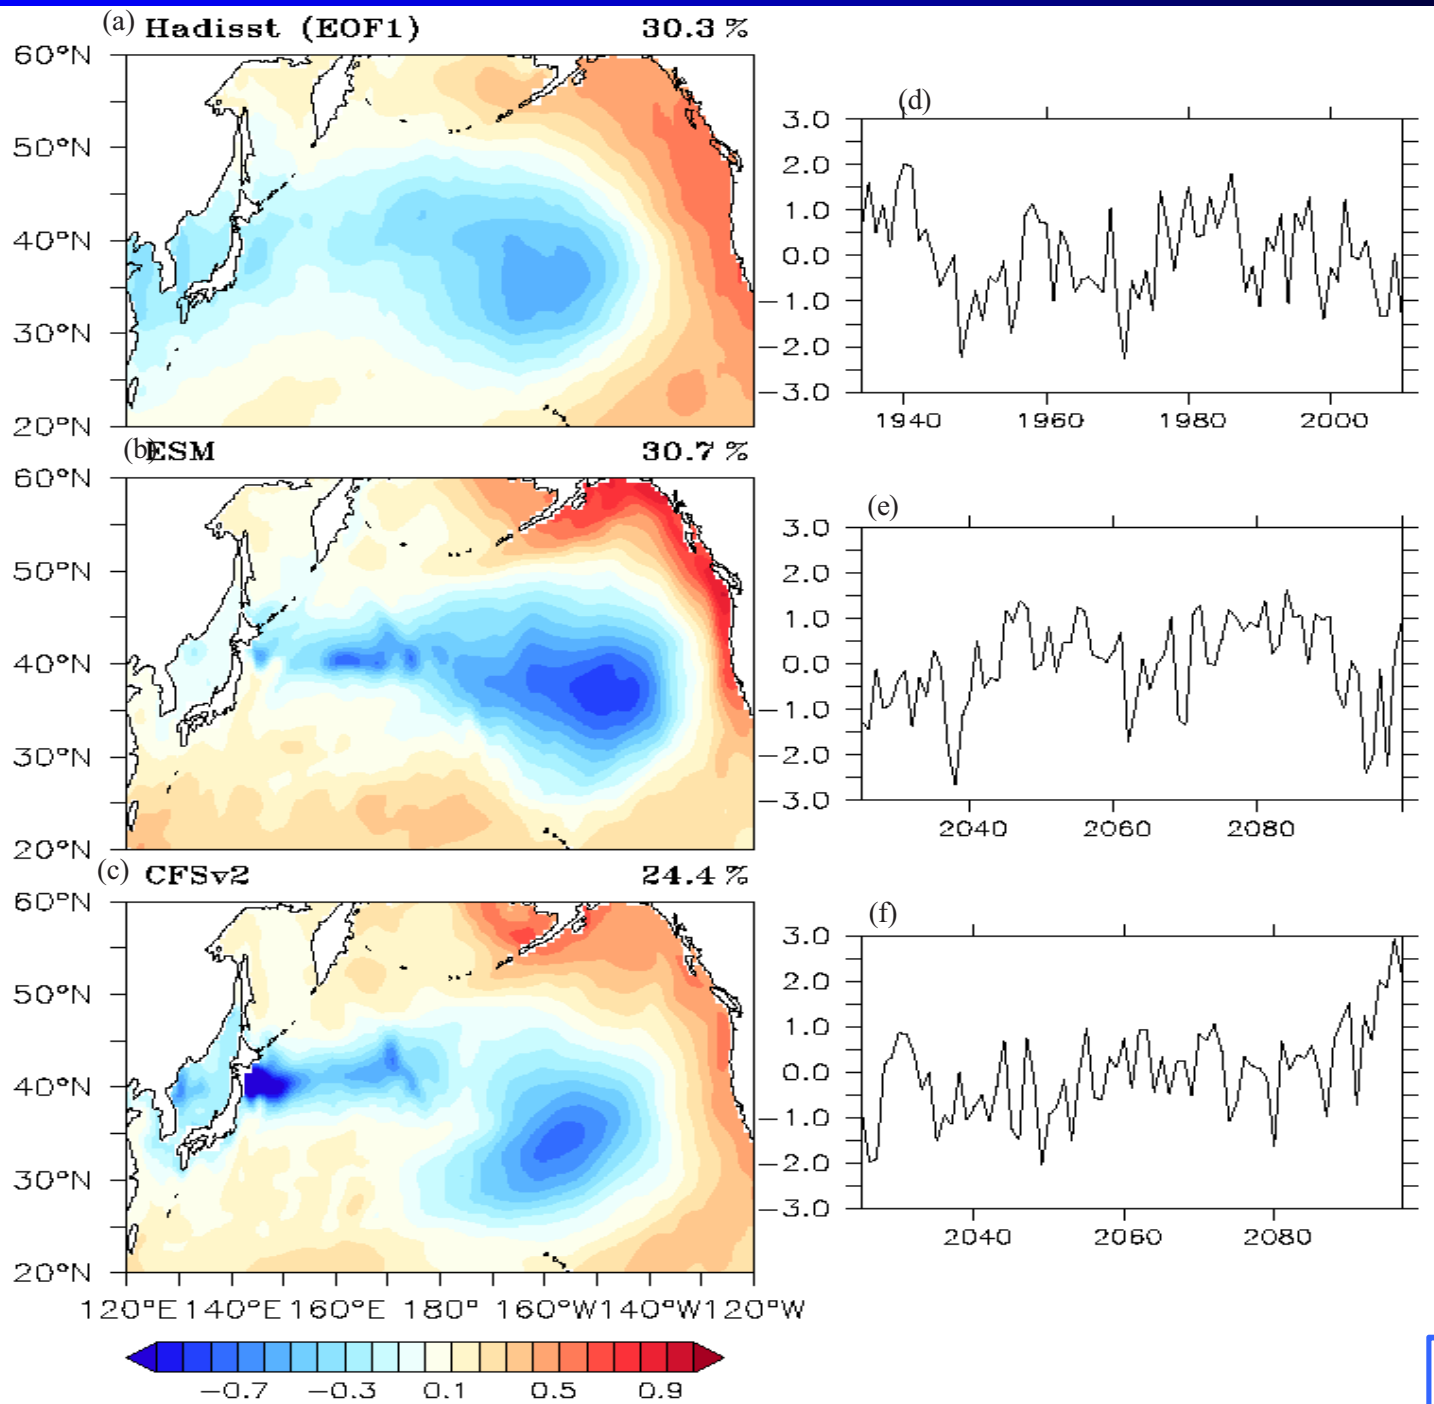 (a) Hadisst (EOF1) 30.3 %
60°N
50°N
40°N
30°N
20°N
(d)
3.0
2.0
1.0
0.0
−1.0
−2.0
−3.0
1940 1960 1980 2000
(b) ESM 30.7 %
60°N
50°N
40°N
30°N
20°N
(e)
3.0
2.0
1.0
0.0
−1.0
−2.0
−3.0
2040 2060 2080
(c) CFSv2 24.4 %
60°N
50°N
40°N
30°N
20°N
120°E 140°E 160°E 180° 160°W 140°W 120°W
(f)
3.0
2.0
1.0
0.0
−1.0
−2.0
−3.0
2040 2060 2080
−0.7 −0.3 0.1 0.5 0.9